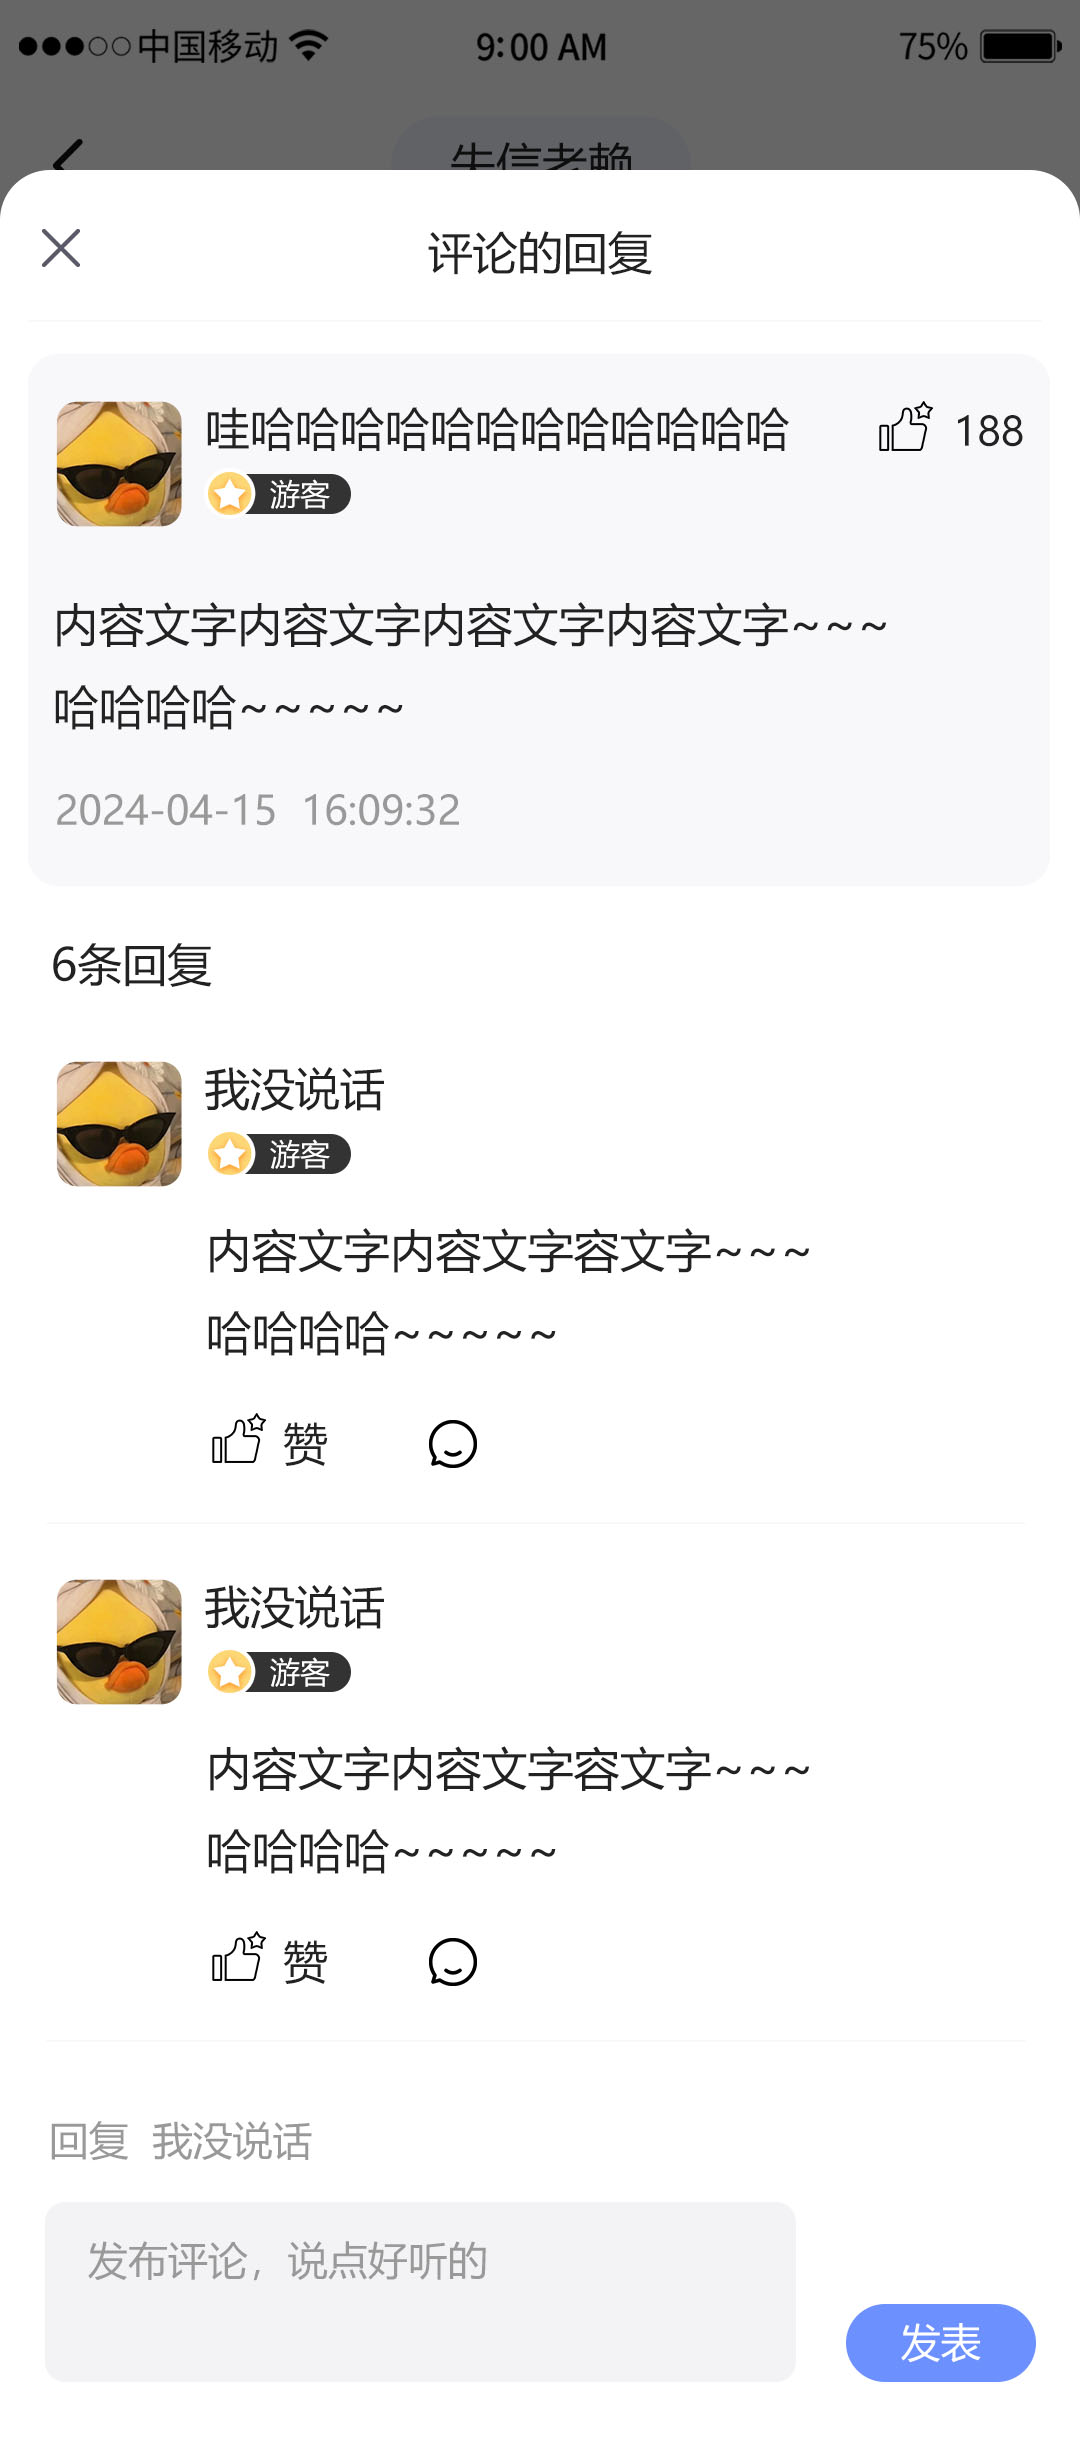 中国移动 9:00 AM 75%
失信老赖
评论的回复
哇哈哈哈哈哈哈哈哈哈哈哈哈 188
游客
内容文字内容文字内容文字内容文字~~~
哈哈哈哈~~~~~
2024-04-15 16:09:32
6条回复
我没说话
游客
内容文字内容文字容文字~~~
哈哈哈哈~~~~~
赞
我没说话
游客
内容文字内容文字容文字~~~
哈哈哈哈~~~~~
赞
回复 我没说话
发布评论，说点好听的
发表